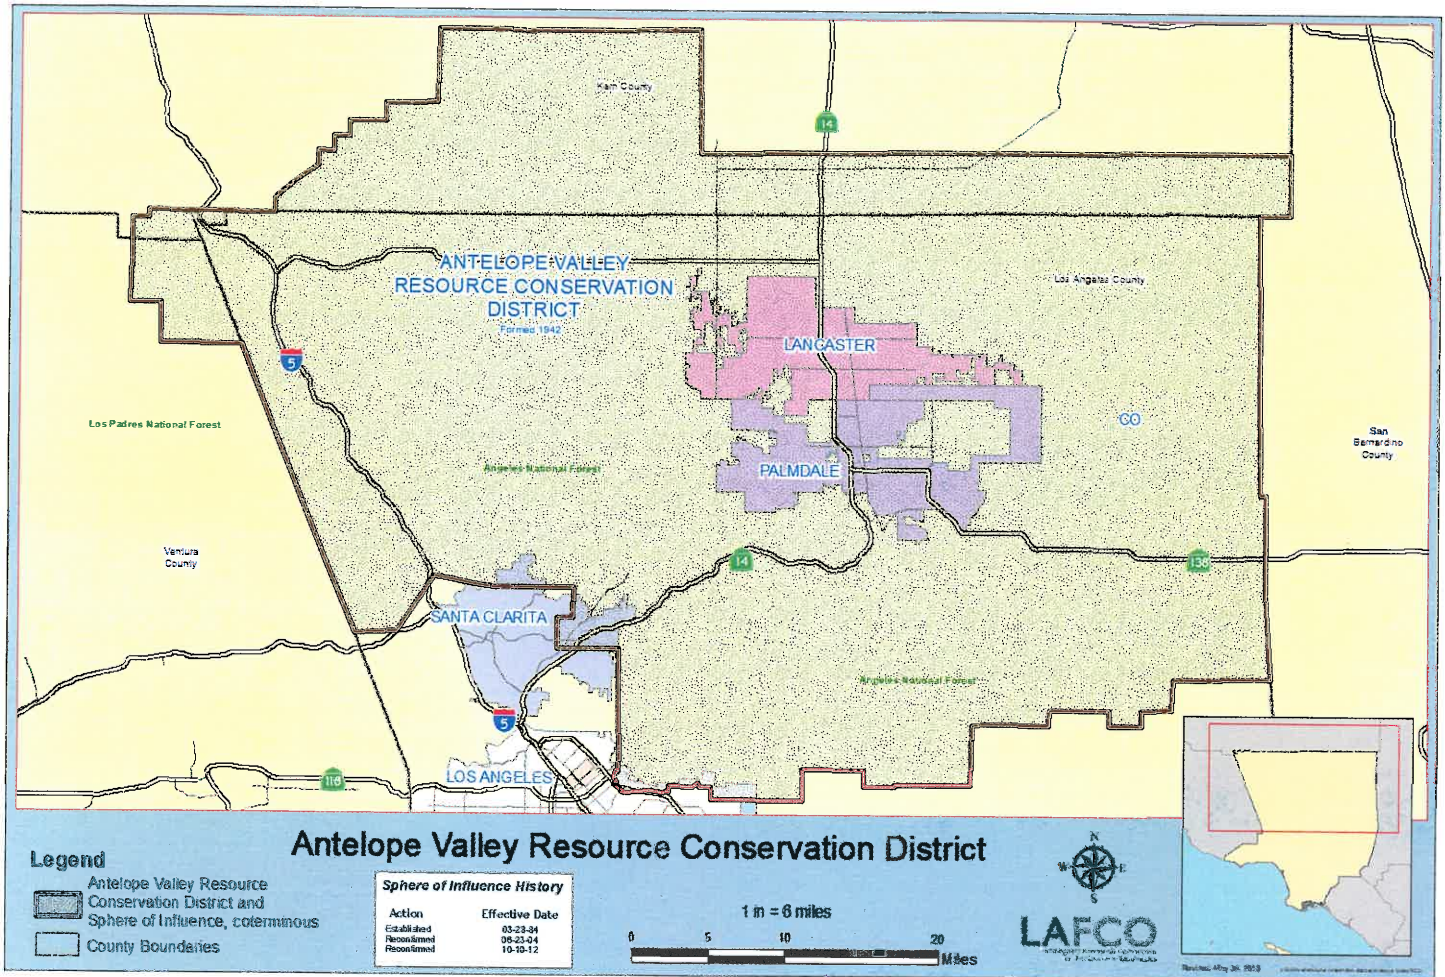 Kern County
14
ANTELOPE VALLEY
RESOURCE CONSERVATION
DISTRICT
Formed 1942
Los Angeles County
LANCASTER
5
CO
Los Padres National Forest
San
Bernardino
County
Angeles National Forest
PALMDALE
Ventura
County
14
138
SANTA CLARITA
Angeles National Forest
5
LOS ANGELES
118
Antelope Valley Resource Conservation District
Legend
Antelope Valley Resource
Conservation District and
Sphere of Influence, coterminous
County Boundaries
Sphere of Influence History
Action Effective Date
Established 03-23-84
Reconfirmed 06-23-04
Reconfirmed 10-10-12
1 in = 6 miles
0 5 10 20
Miles
N
W E
S
LAFCO